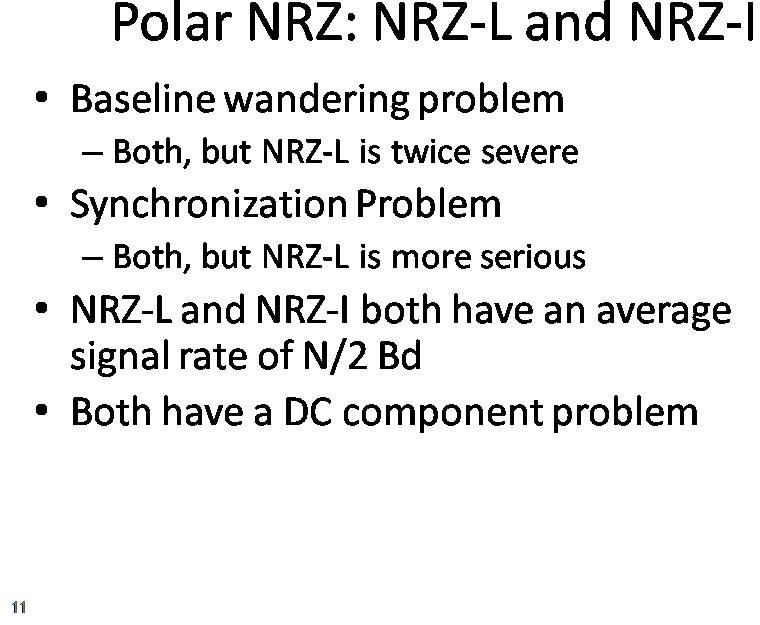 Polar NRZ: NRZ-L and NRZ-I
• Baseline wandering problem
– Both, but NRZ-L is twice severe
• Synchronization Problem
– Both, but NRZ-L is more serious
• NRZ-L and NRZ-I both have an average
signal rate of N/2 Bd
• Both have a DC component problem
11